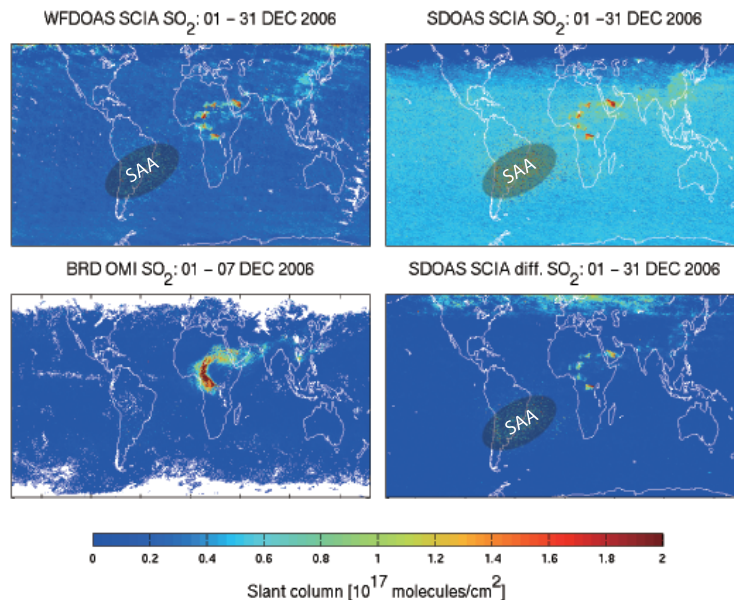 WFDOAS SCIA SO2: 01 – 31 DEC 2006
SDOAS SCIA SO2: 01 –31 DEC 2006
SAA
SAA
BRD OMI SO2: 01 – 07 DEC 2006
SDOAS SCIA diff. SO2: 01 – 31 DEC 2006
SAA
0 0.2 0.4 0.6 0.8 1 1.2 1.4 1.6 1.8 2
Slant column [10^17 molecules/cm^2]